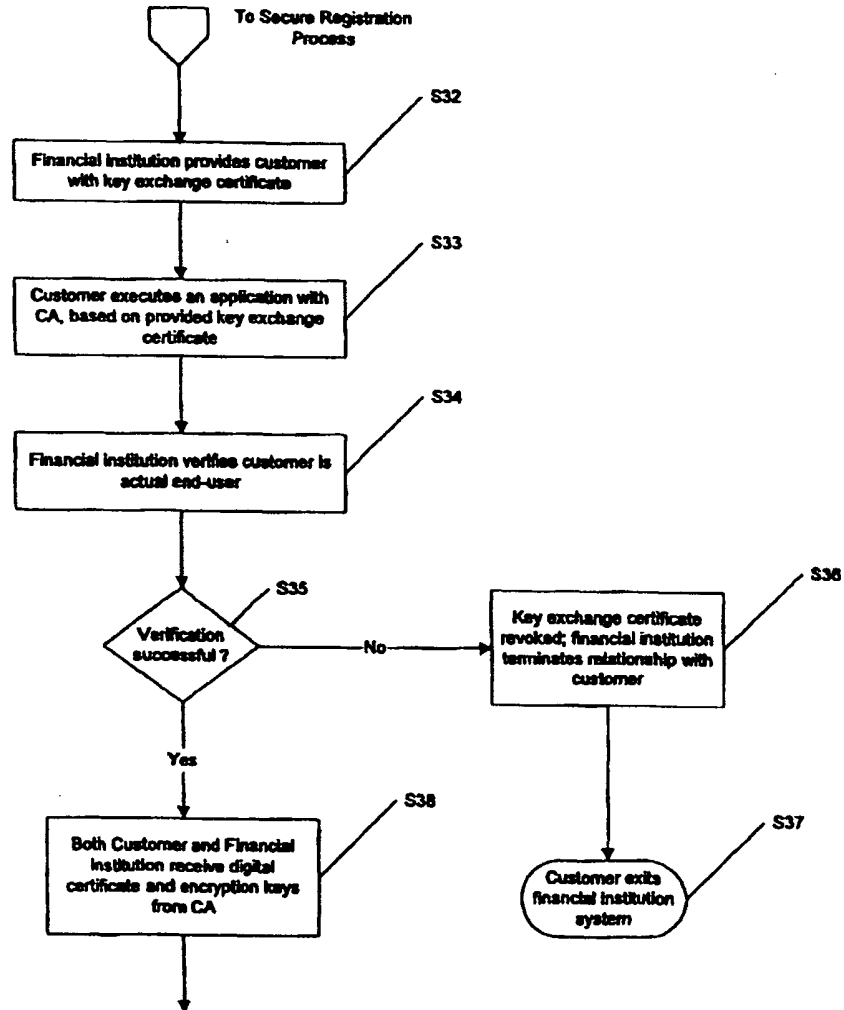 To Secure Registration
Process
S32
Financial institution provides customer
with key exchange certificate
S33
Customer executes an application with
CA, based on provided key exchange
certificate
S34
Financial institution verifies customer is
actual end-user
S35
Verification
successful ?
No
S36
Key exchange certificate
revoked; financial institution
terminates relationship with
customer
Yes
S38
Both Customer and Financial
Institution receive digital
certificate and encryption keys
from CA
S37
Customer exits
financial institution
system